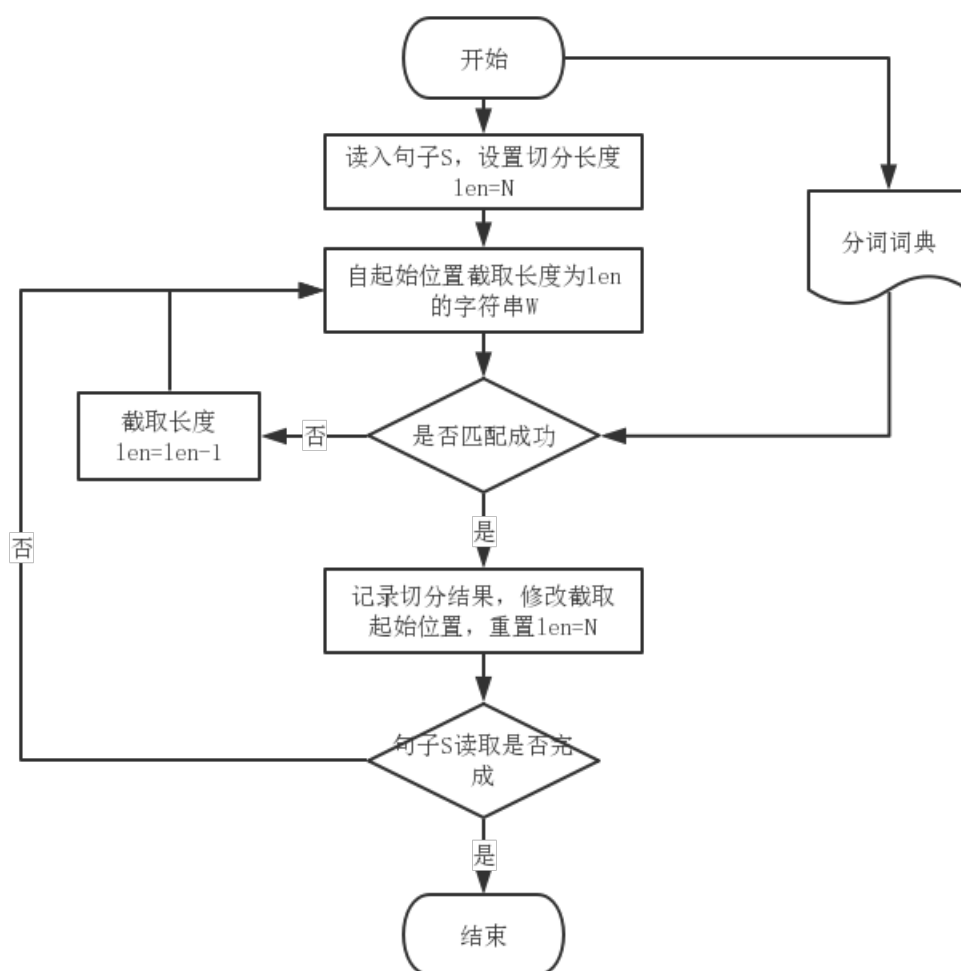 开始
读入句子S，设置切分长度
len=N
分词词典
自起始位置截取长度为len
的字符串W
截取长度
len=len-1
否
是否匹配成功
是
否
记录切分结果，修改截取
起始位置，重置len=N
句子S读取是否完
成
是
结束